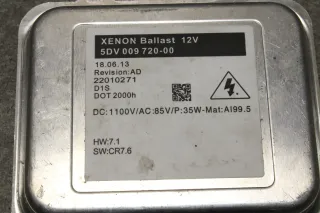 XENON Ballast 12V
5DV 009 720-00
18.06.13
Revision:AD
22010271
D1S
DOT 2000h
DC:1100V/AC:85V/P:35W-Mat:Al99.5
HW:7.1
SW:CR7.6